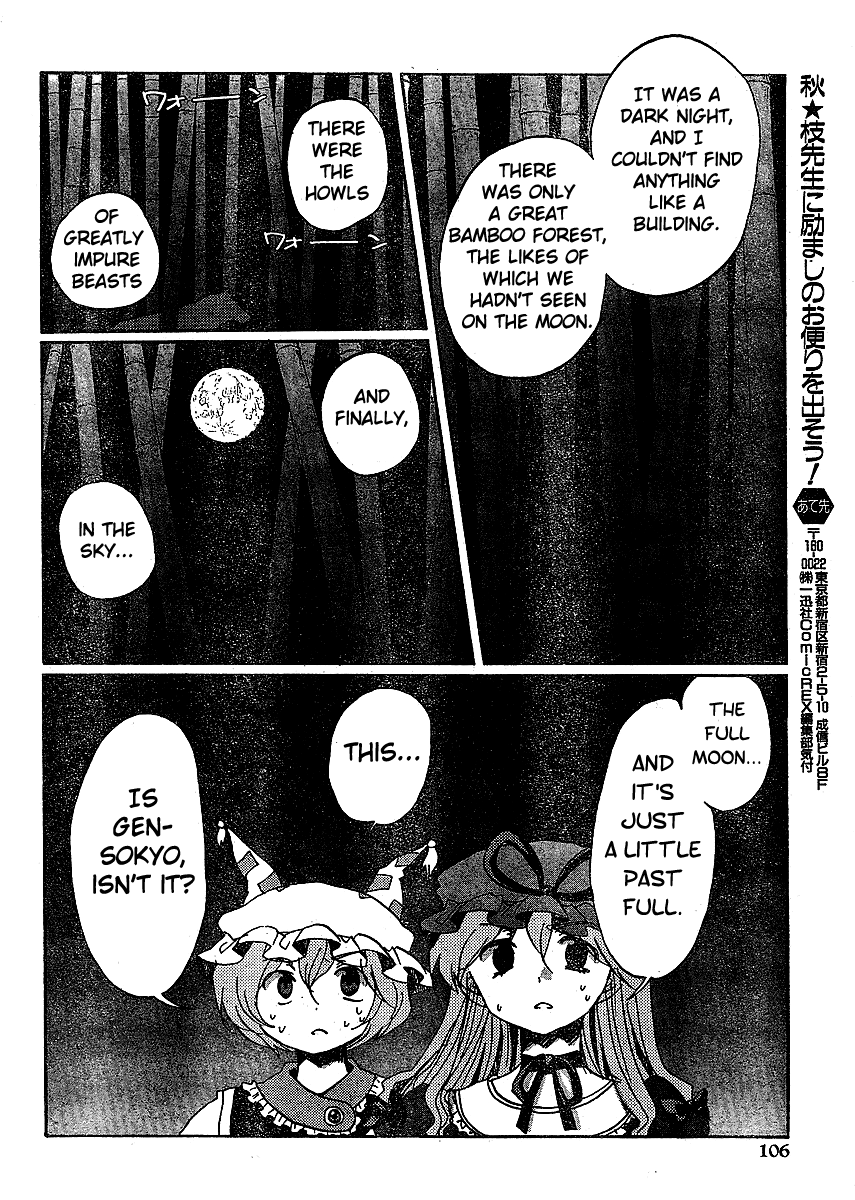 IT WAS A
DARK NIGHT,
AND I
COULDN'T FIND
ANYTHING
LIKE A
BUILDING.
THERE
WAS ONLY
A GREAT
BAMBOO FOREST,
THE LIKES OF
WHICH WE
HADN'T SEEN
ON THE MOON.
ワォーーン
THERE
WERE
THE
HOWLS
ワォーーン
OF
GREATLY
IMPURE
BEASTS
AND
FINALLY,
IN THE
SKY...
THE
FULL
MOON...
AND
IT'S
JUST
A LITTLE
PAST
FULL.
THIS...
IS
GEN-
SOKYO,
ISN'T IT?
秋★枝先生に励ましのお便りを出そう!
あて先
〒160-0022 東京都新宿区新宿2-5-10 成信ビル8F
㈱一迅社ComicREX編集部気付
106